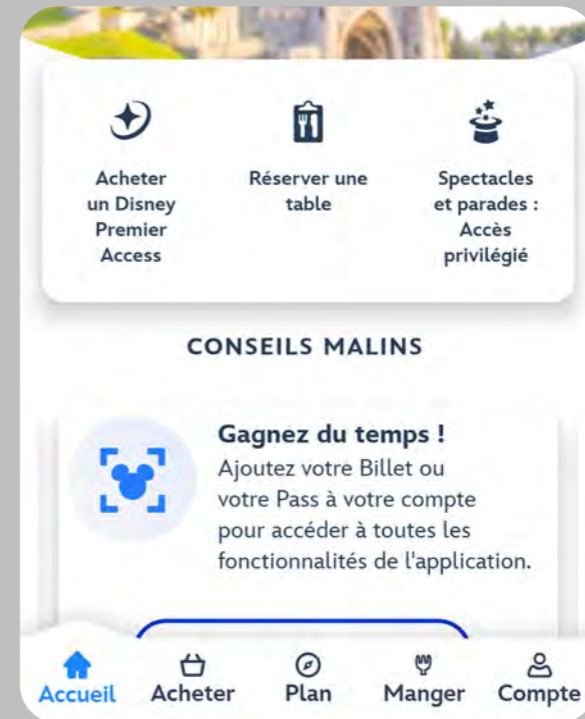 Acheter
un Disney
Premier
Access
Réserver une
table
Spectacles
et parades :
Accès
privilégié
CONSEILS MALINS
Gagnez du temps !
Ajoutez votre Billet ou
votre Pass à votre compte
pour accéder à toutes les
fonctionnalités de l'application.
Accueil
Acheter
Plan
Manger
Compte